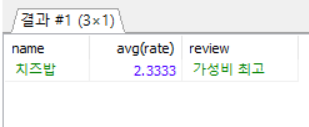 결과 #1 (3×1)
name avg(rate) review
치즈밥 2.3333 가성비 최고